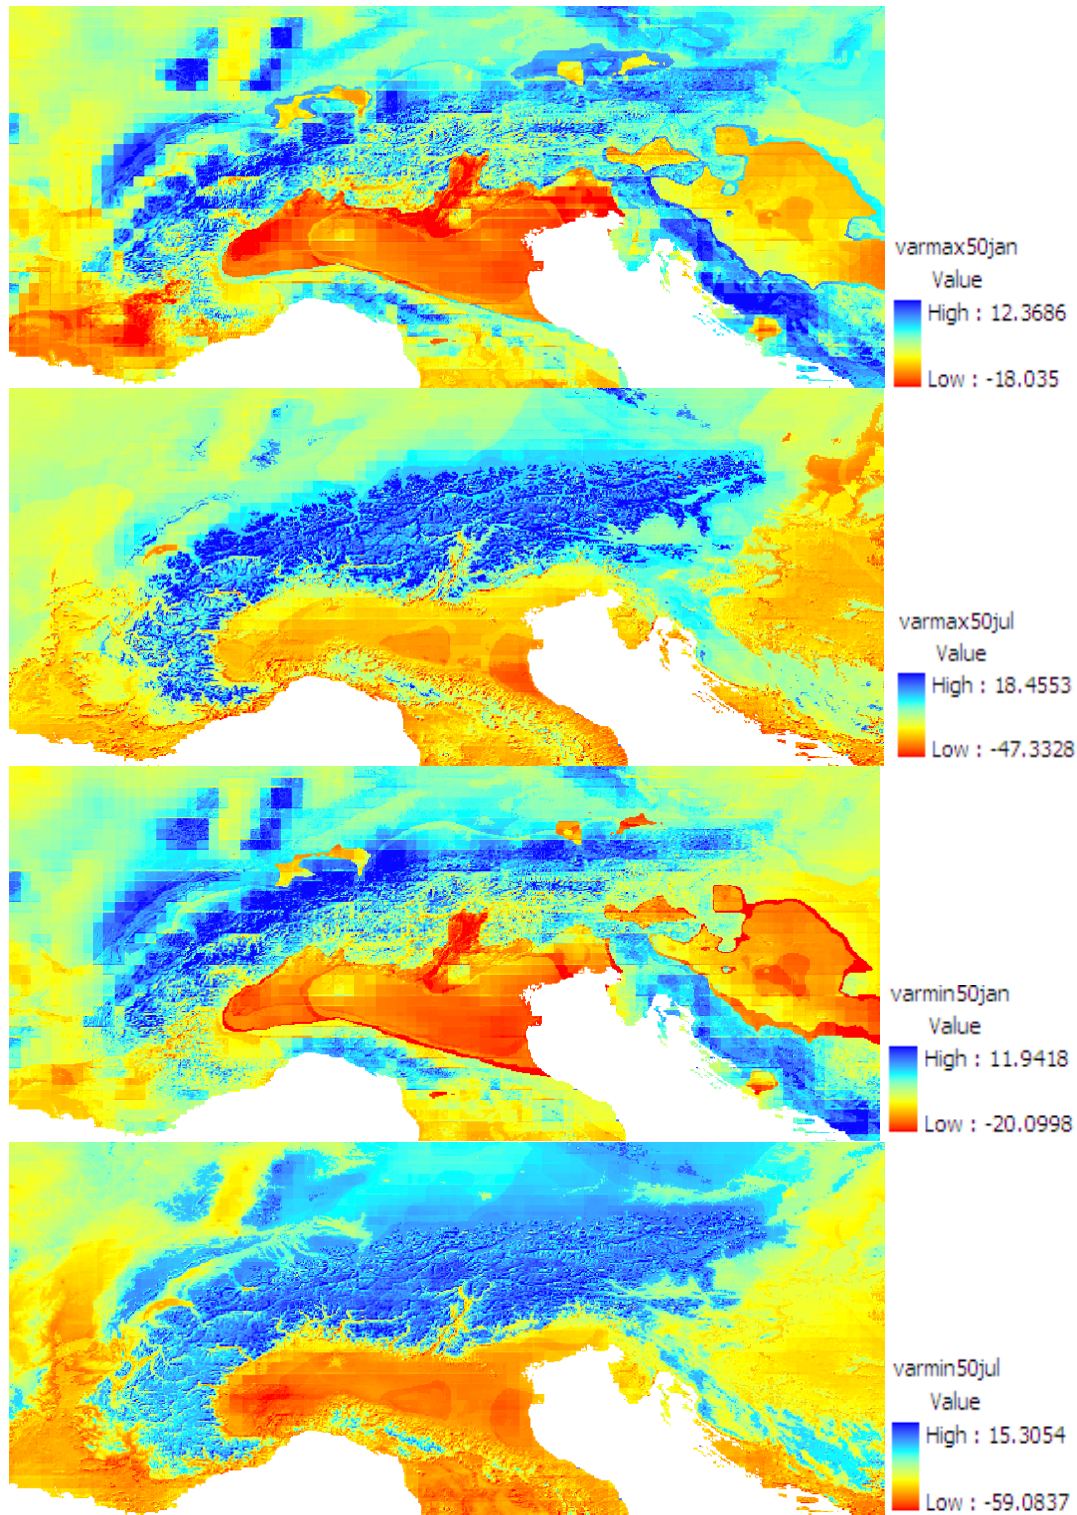 varmax50jan
Value
High : 12.3686
Low : -18.035
varmax50jul
Value
High : 18.4553
Low : -47.3328
varmin50jan
Value
High : 11.9418
Low : -20.0998
varmin50jul
Value
High : 15.3054
Low : -59.0837